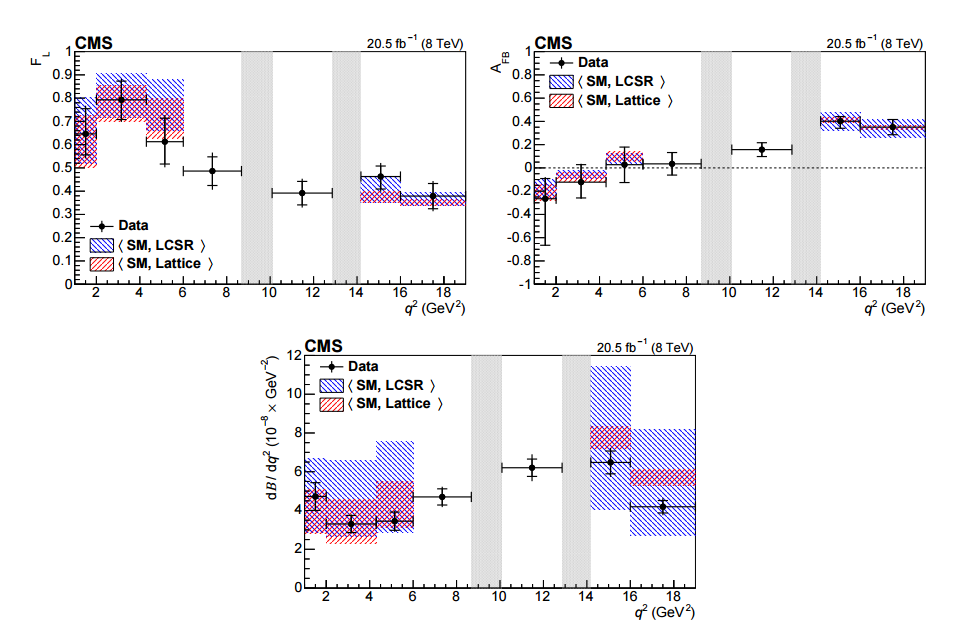 CMS
20.5 fb⁻¹ (8 TeV)
F_L
1
0.9
0.8
0.7
0.6
0.5
0.4
0.3
0.2
0.1
0
Data
⟨ SM, LCSR ⟩
⟨ SM, Lattice ⟩
2 4 6 8 10 12 14 16 18
q² (GeV²)
CMS
20.5 fb⁻¹ (8 TeV)
A_FB
1
0.8
0.6
0.4
0.2
0
-0.2
-0.4
-0.6
-0.8
-1
Data
⟨ SM, LCSR ⟩
⟨ SM, Lattice ⟩
2 4 6 8 10 12 14 16 18
q² (GeV²)
CMS
20.5 fb⁻¹ (8 TeV)
dB / dq² (10⁻⁸ × GeV⁻²)
12
10
8
6
4
2
0
Data
⟨ SM, LCSR ⟩
⟨ SM, Lattice ⟩
2 4 6 8 10 12 14 16 18
q² (GeV²)